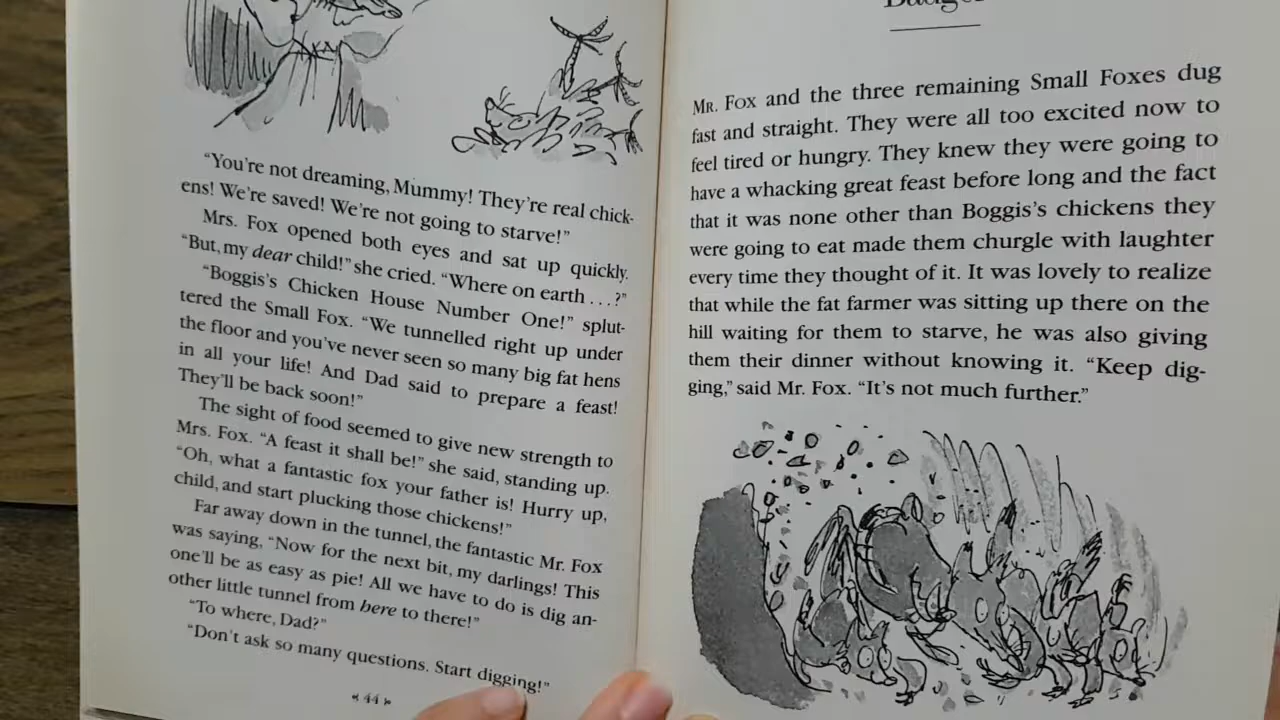 "You're not dreaming, Mummy! They're real chick-
ens! We're saved! We're not going to starve!"
Mrs. Fox opened both eyes and sat up quickly.
"But, my dear child!" she cried. "Where on earth . . . ?"
"Boggis's Chicken House Number One!" splut-
tered the Small Fox. "We tunnelled right up under
the floor and you've never seen so many big fat hens
in all your life! And Dad said to prepare a feast!
They'll be back soon!"
The sight of food seemed to give new strength to
Mrs. Fox. "A feast it shall be!" she said, standing up.
"Oh, what a fantastic fox your father is! Hurry up,
child, and start plucking those chickens!"
Far away down in the tunnel, the fantastic Mr. Fox
was saying, "Now for the next bit, my darlings! This
one'll be as easy as pie! All we have to do is dig an-
other little tunnel from here to there!"
"To where, Dad?"
"Don't ask so many questions. Start digging!"
44
MR. FOX and the three remaining Small Foxes dug
fast and straight. They were all too excited now to
feel tired or hungry. They knew they were going to
have a whacking great feast before long and the fact
that it was none other than Boggis's chickens they
were going to eat made them churgle with laughter
every time they thought of it. It was lovely to realize
that while the fat farmer was sitting up there on the
hill waiting for them to starve, he was also giving
them their dinner without knowing it. "Keep dig-
ging," said Mr. Fox. "It's not much further."